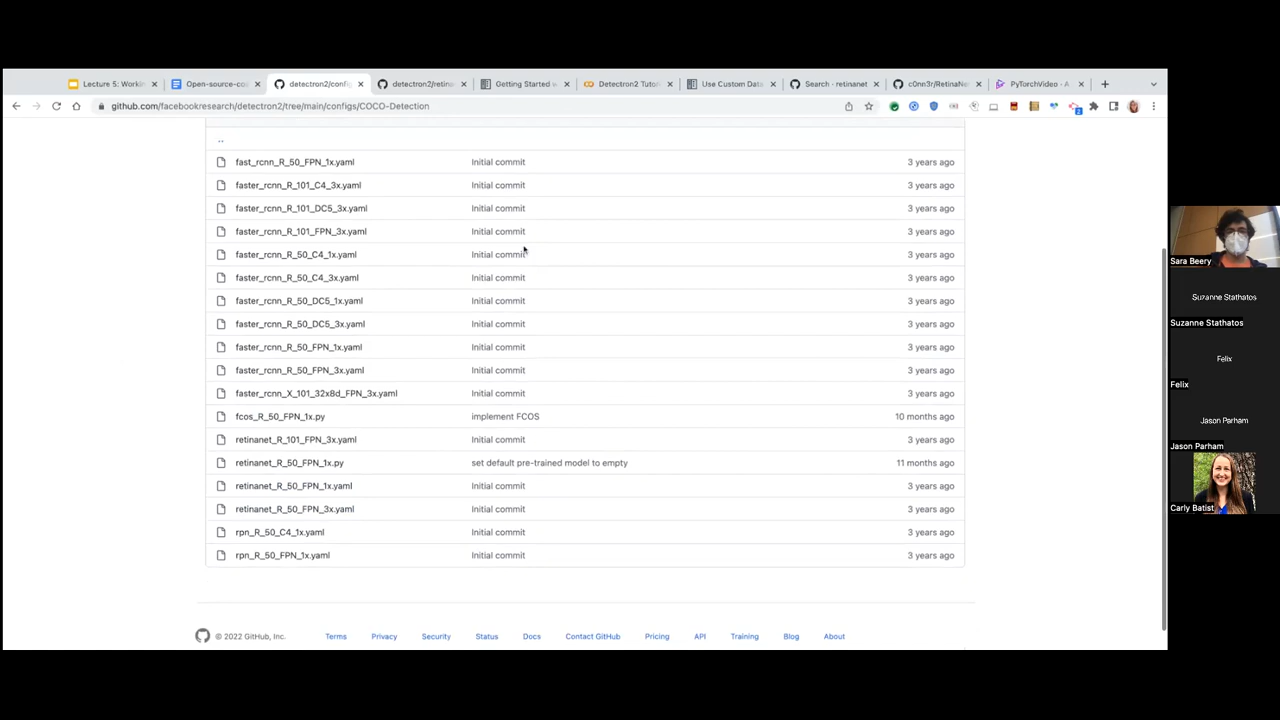 Lecture 5: Workin
Open-source-co
detectron2/config
detectron2/retine
Getting Started w
Detectron2 Tutor
Use Custom Data
Search · retinanet
c0nn3r/RetinaNe
PyTorchVideo · A
github.com/facebookresearch/detectron2/tree/main/configs/COCO-Detection
2
..
fast_rcnn_R_50_FPN_1x.yaml Initial commit 3 years ago
faster_rcnn_R_101_C4_3x.yaml Initial commit 3 years ago
faster_rcnn_R_101_DC5_3x.yaml Initial commit 3 years ago
faster_rcnn_R_101_FPN_3x.yaml Initial commit 3 years ago
faster_rcnn_R_50_C4_1x.yaml Initial commit 3 years ago
faster_rcnn_R_50_C4_3x.yaml Initial commit 3 years ago
faster_rcnn_R_50_DC5_1x.yaml Initial commit 3 years ago
faster_rcnn_R_50_DC5_3x.yaml Initial commit 3 years ago
faster_rcnn_R_50_FPN_1x.yaml Initial commit 3 years ago
faster_rcnn_R_50_FPN_3x.yaml Initial commit 3 years ago
faster_rcnn_X_101_32x8d_FPN_3x.yaml Initial commit 3 years ago
fcos_R_50_FPN_1x.py implement FCOS 10 months ago
retinanet_R_101_FPN_3x.yaml Initial commit 3 years ago
retinanet_R_50_FPN_1x.py set default pre-trained model to empty 11 months ago
retinanet_R_50_FPN_1x.yaml Initial commit 3 years ago
retinanet_R_50_FPN_3x.yaml Initial commit 3 years ago
rpn_R_50_C4_1x.yaml Initial commit 3 years ago
rpn_R_50_FPN_1x.yaml Initial commit 3 years ago
© 2022 GitHub, Inc. Terms Privacy Security Status Docs Contact GitHub Pricing API Training Blog About
Sara Beery
Suzanne Stathatos
Suzanne Stathatos
Felix
Felix
Jason Parham
Jason Parham
Carly Batist